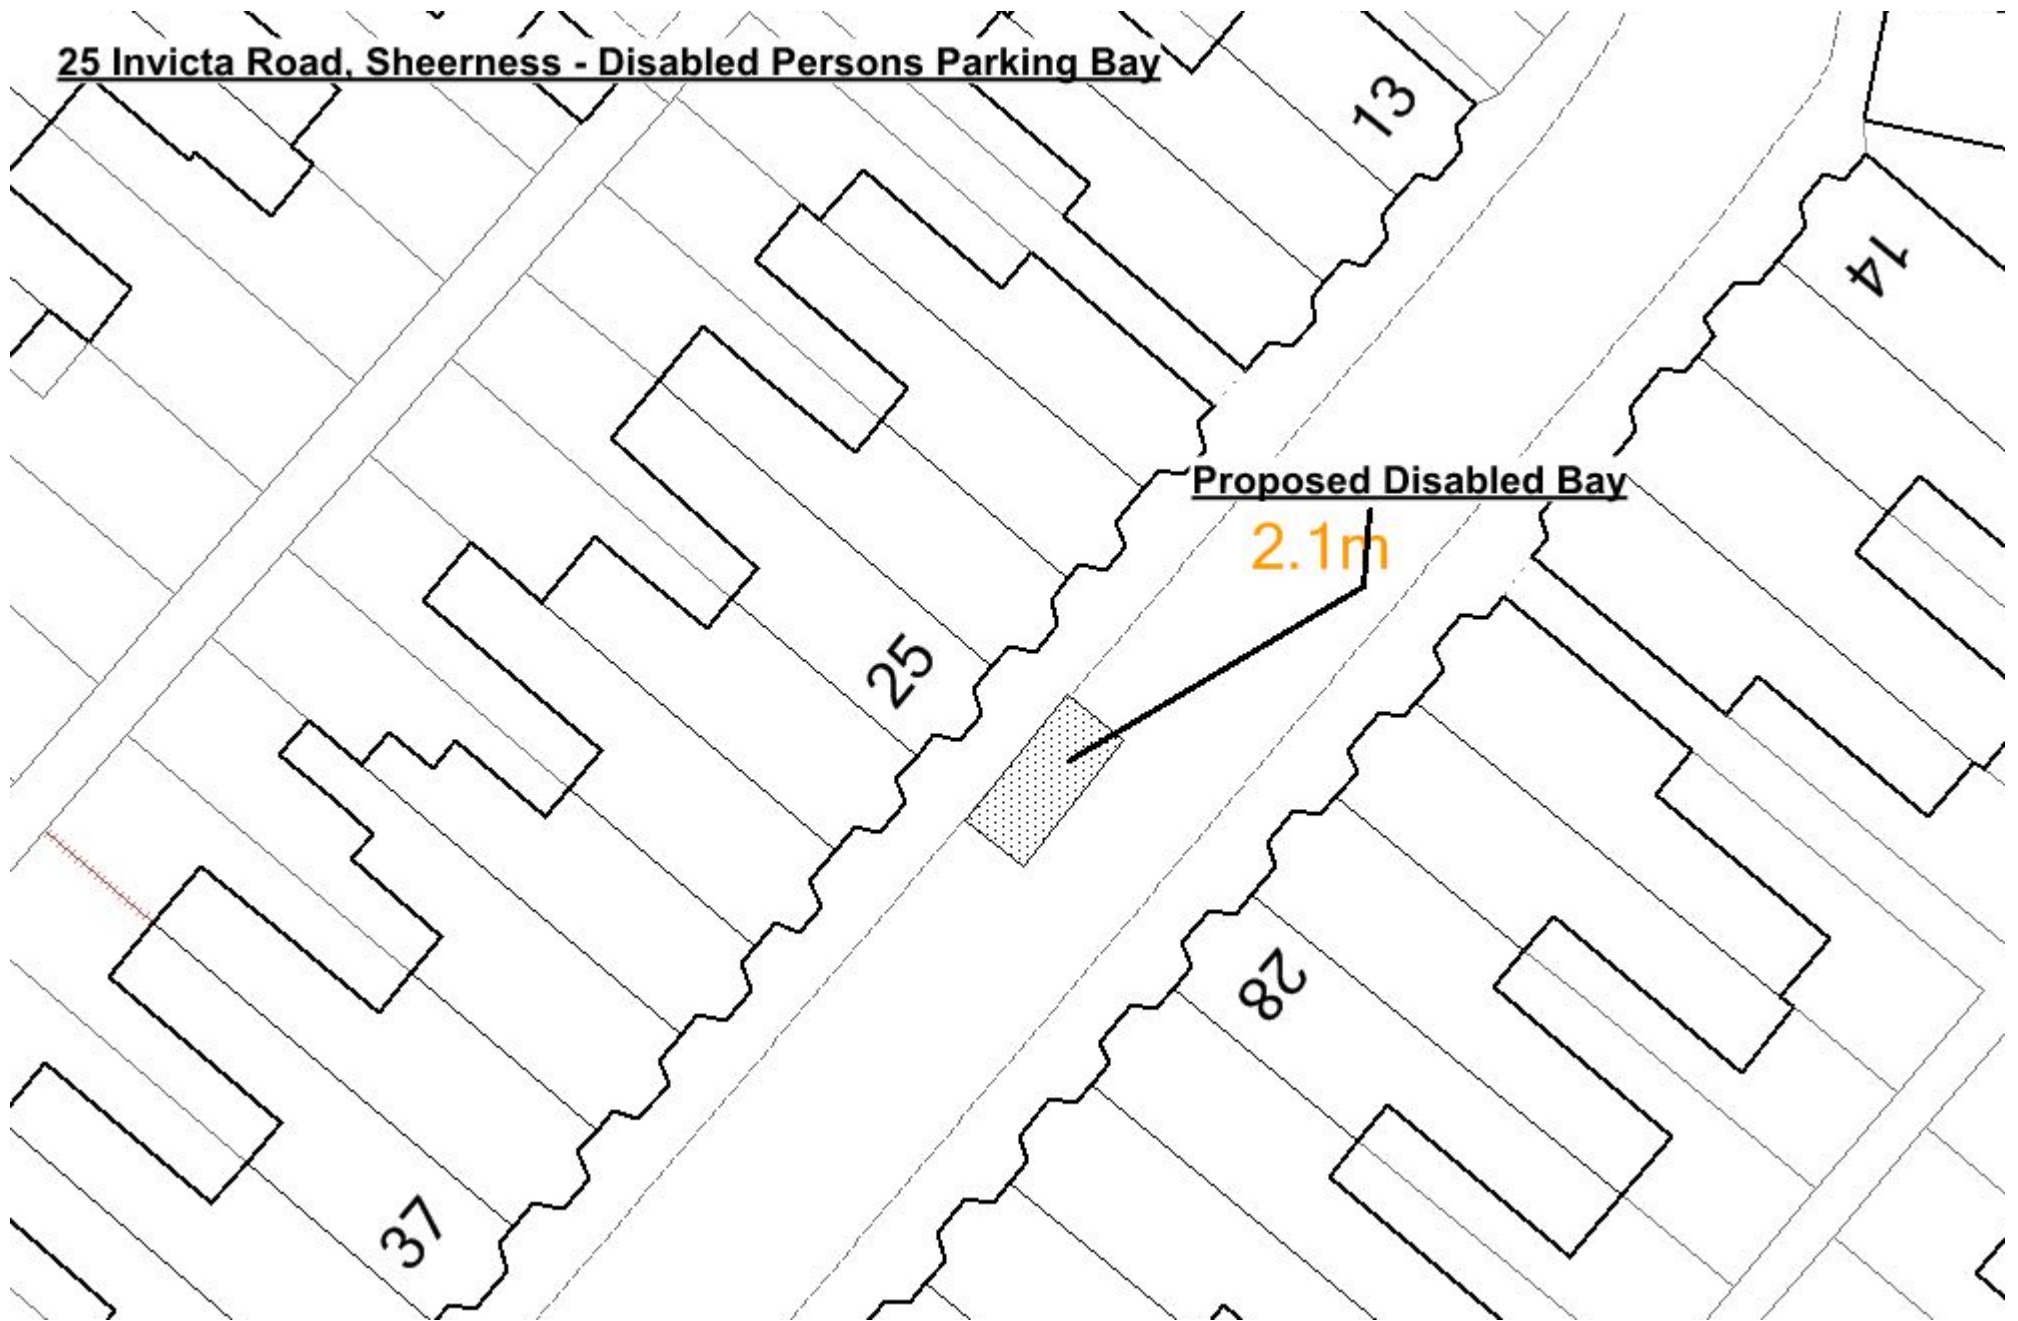 25 Invicta Road, Sheerness - Disabled Persons Parking Bay
13
14
Proposed Disabled Bay
2.1m
25
28
37